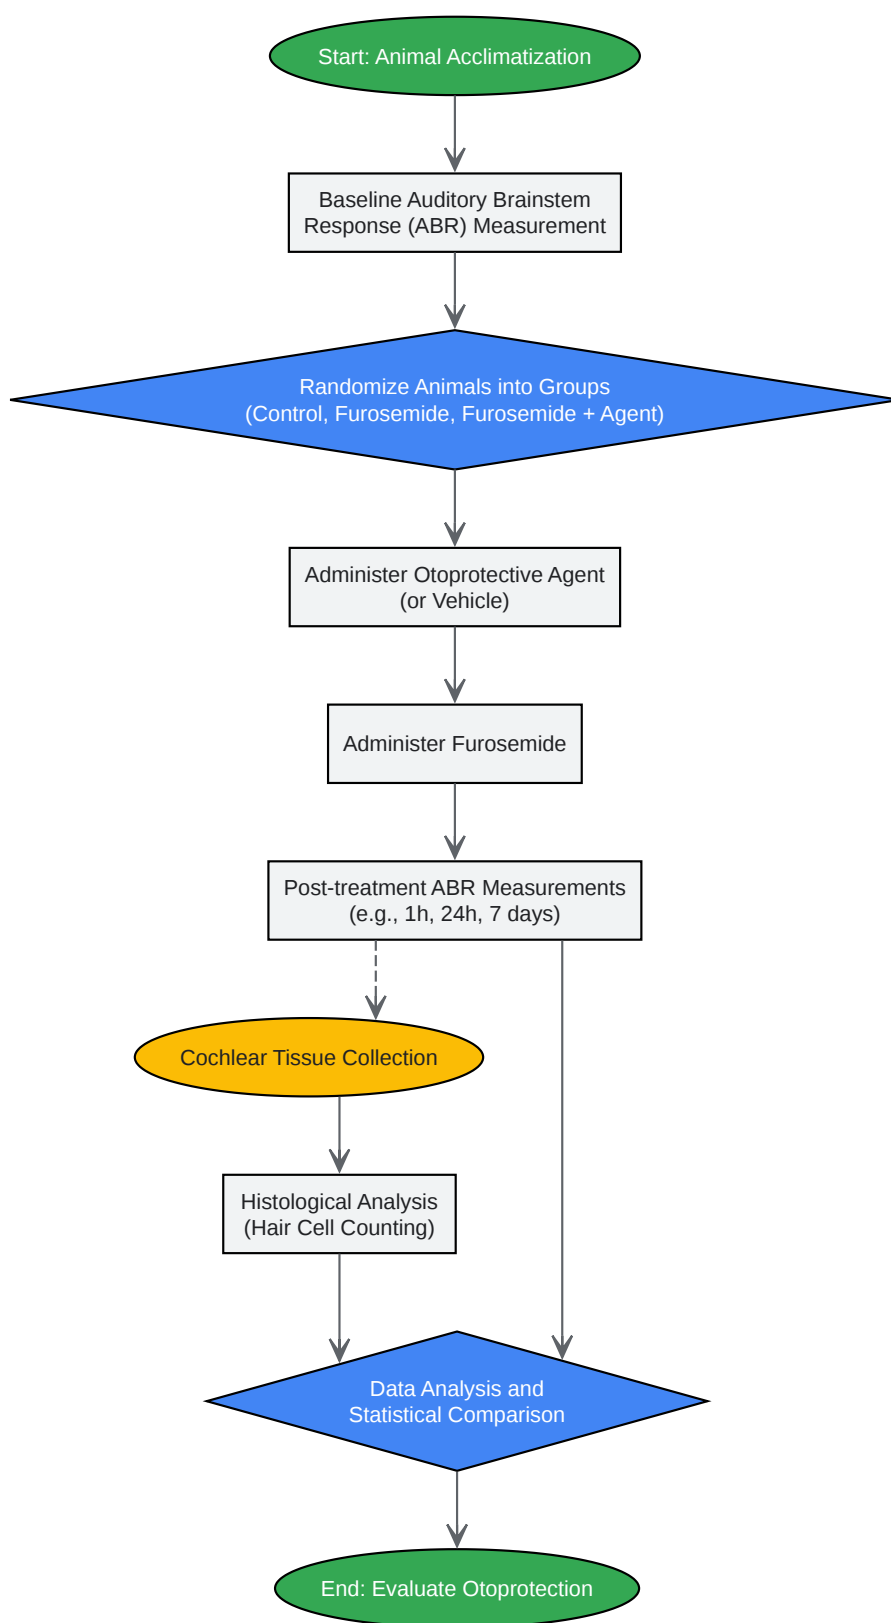 Start: Animal Acclimatization
Baseline Auditory Brainstem
Response (ABR) Measurement
Randomize Animals into Groups
(Control, Furosemide, Furosemide + Agent)
Administer Otoprotective Agent
(or Vehicle)
Administer Furosemide
Post-treatment ABR Measurements
(e.g., 1h, 24h, 7 days)
Cochlear Tissue Collection
Histological Analysis
(Hair Cell Counting)
Data Analysis and
Statistical Comparison
End: Evaluate Otoprotection